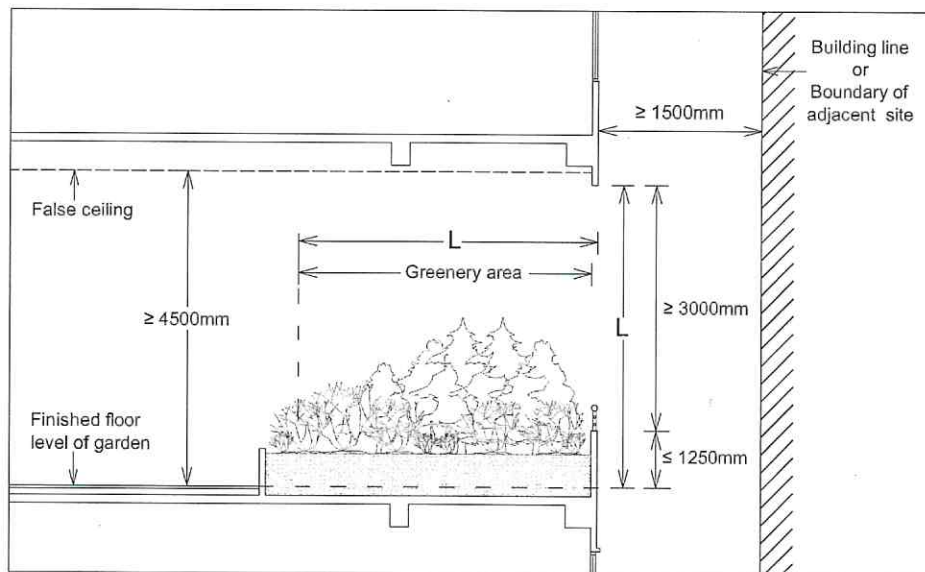 Building line
or
Boundary of
adjacent site
≥ 1500mm
False ceiling
L
Greenery area
≥ 4500mm
≥ 3000mm
L
Finished floor
level of garden
≤ 1250mm